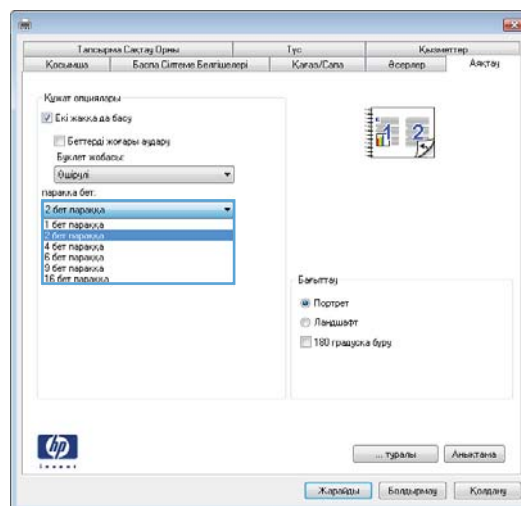 Тапсырма Сақтау Орны Түс Қызметтер
Қосымша Баспа Сілтеме Белгішелері Қағаз/Сапа Әсерлер Аяқтау
Құжат опциялары
Екі жаққа да басу
Беттерді жоғары аудару
Буклет жобасы:
Өшірулі
параққа бет:
2 бет параққа
1 бет параққа
2 бет параққа
4 бет параққа
6 бет параққа
9 бет параққа
16 бет параққа
1 2
Бағыттау
Портрет
Ландшафт
180 градусқа бұру
hp
invent
... туралы Анықтама
Жарайды Болдырмау Қолдану